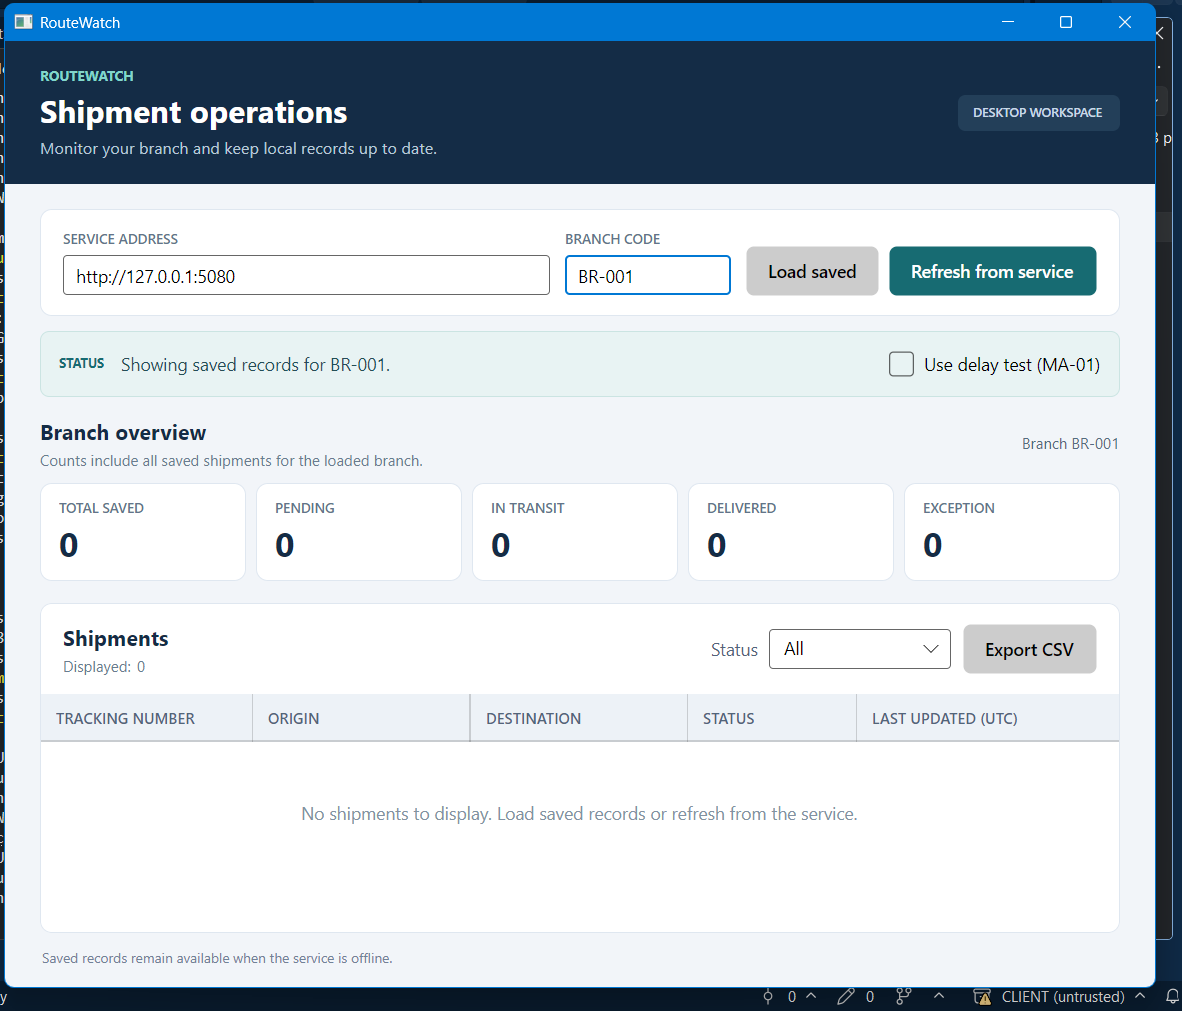 RouteWatch
ROUTEWATCH
Shipment operations
Monitor your branch and keep local records up to date.
DESKTOP WORKSPACE
SERVICE ADDRESS
http://127.0.0.1:5080
BRANCH CODE
BR-001
Load saved
Refresh from service
STATUS Showing saved records for BR-001.
Use delay test (MA-01)
Branch overview
Counts include all saved shipments for the loaded branch.
Branch BR-001
TOTAL SAVED
0
PENDING
0
IN TRANSIT
0
DELIVERED
0
EXCEPTION
0
Shipments
Displayed: 0
Status
All
Export CSV
TRACKING NUMBER ORIGIN DESTINATION STATUS LAST UPDATED (UTC)
No shipments to display. Load saved records or refresh from the service.
Saved records remain available when the service is offline.
0 0 CLIENT (untrusted)